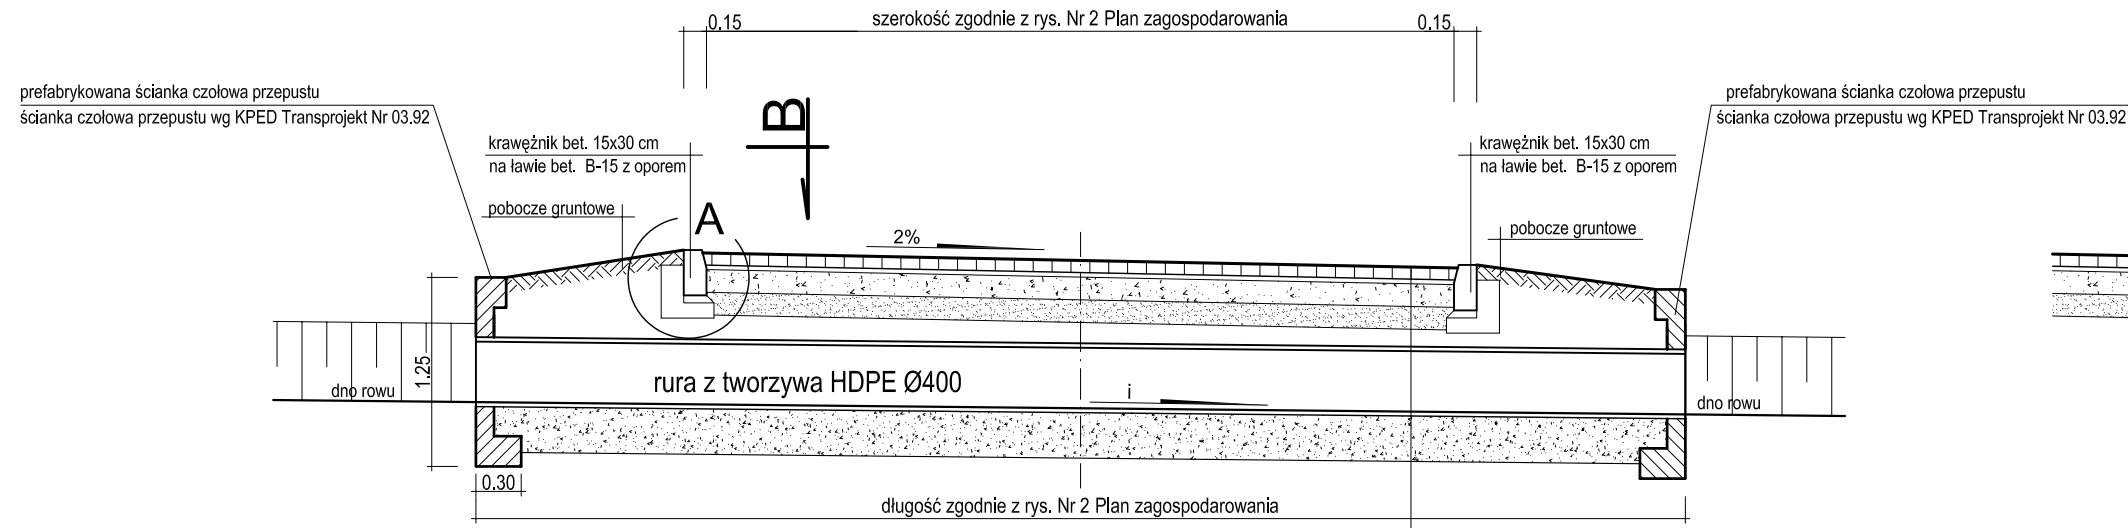 0.15
szerokość zgodnie z rys. Nr 2 Plan zagospodarowania
0.15
prefabrykowana ścianka czołowa przepustu
ścianka czołowa przepustu wg KPED Transprojekt Nr 03.92
prefabrykowana ścianka czołowa przepustu
ścianka czołowa przepustu wg KPED Transprojekt Nr 03.92
B
krawężnik bet. 15x30 cm
na ławie bet. B-15 z oporem
krawężnik bet. 15x30 cm
na ławie bet. B-15 z oporem
pobocze gruntowe
A
2%
pobocze gruntowe
1.25
dno rowu
rura z tworzywa HDPE Ø400
i
dno rowu
0.30
długość zgodnie z rys. Nr 2 Plan zagospodarowania